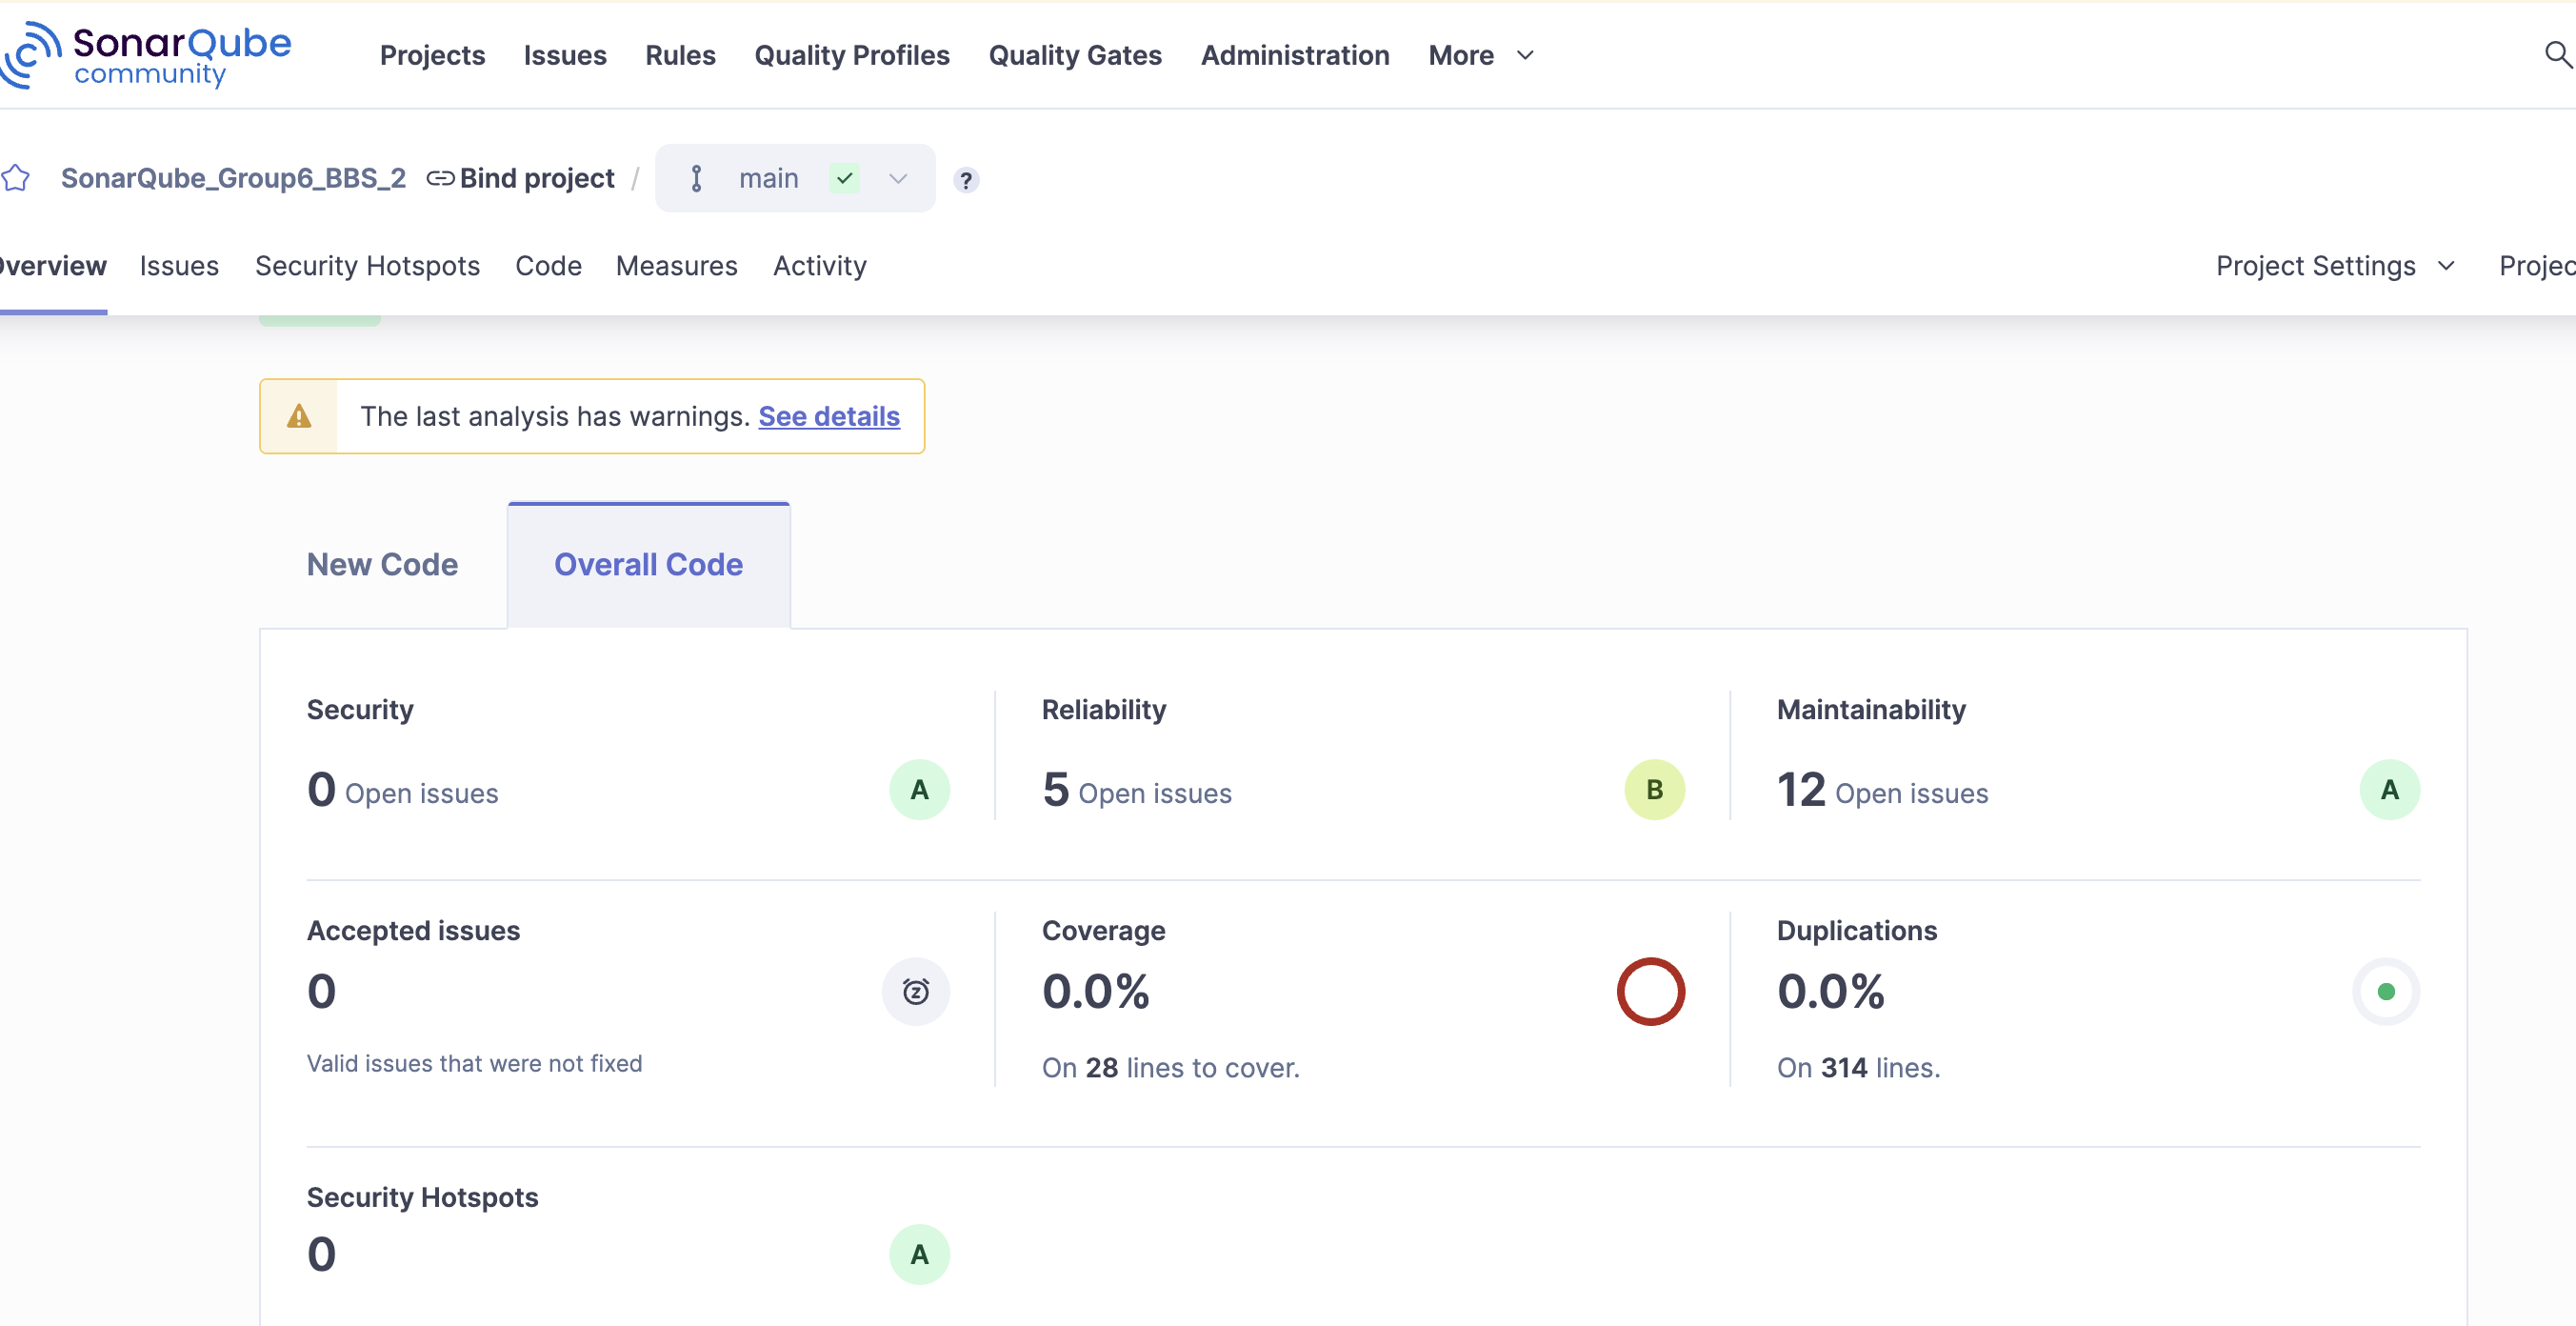 SonarQube
community
Projects Issues Rules Quality Profiles Quality Gates Administration More
SonarQube_Group6_BBS_2 Bind project / main ?
Overview Issues Security Hotspots Code Measures Activity Project Settings Projec
The last analysis has warnings. See details
New Code Overall Code
Security Reliability Maintainability
0 Open issues A 5 Open issues B 12 Open issues A
Accepted issues Coverage Duplications
0 0.0% 0.0%
Valid issues that were not fixed On 28 lines to cover. On 314 lines.
Security Hotspots
0 A